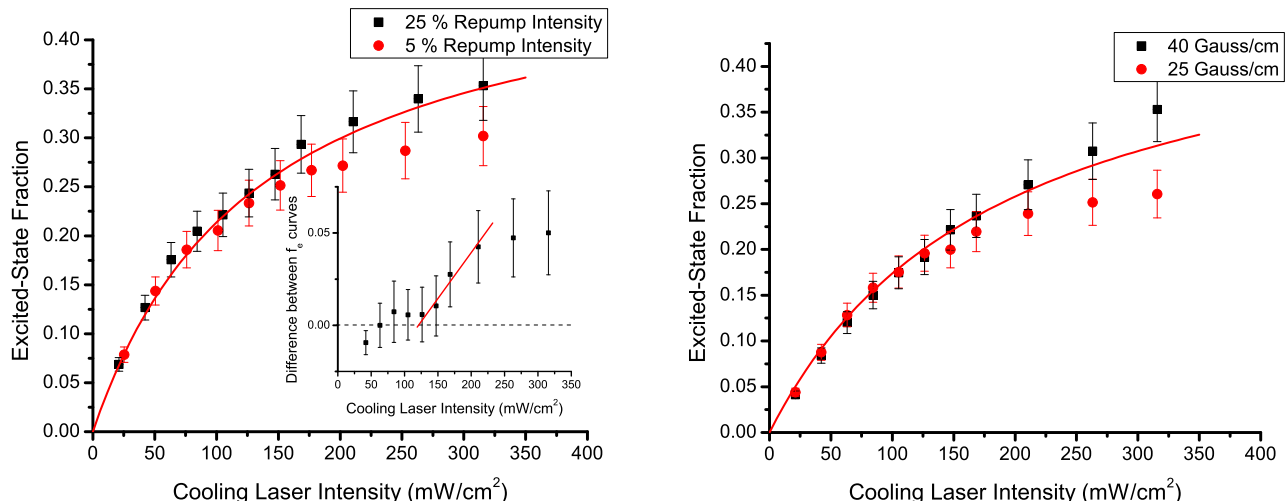 25 % Repump Intensity
5 % Repump Intensity
0.40
0.35
0.30
0.25
0.20
0.15
0.10
0.05
0.00
Excited-State Fraction
0 50 100 150 200 250 300 350 400
Cooling Laser Intensity (mW/cm²)
0.05
0.00
Difference between f_e curves
0 50 100 150 200 250 300 350
Cooling Laser Intensity (mW/cm²)
40 Gauss/cm
25 Gauss/cm
0.40
0.35
0.30
0.25
0.20
0.15
0.10
0.05
0.00
Excited-State Fraction
0 50 100 150 200 250 300 350 400
Cooling Laser Intensity (mW/cm²)